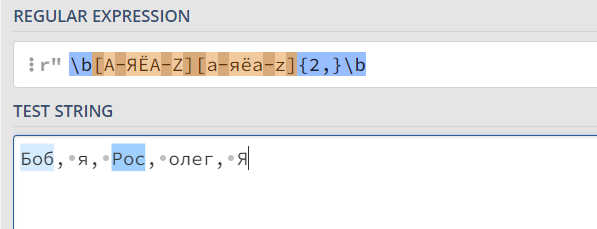 REGULAR EXPRESSION
r" \b[А-ЯЁA-Z][а-яёa-z]{2,}\b
TEST STRING
Боб, я, Рос, олег, Я